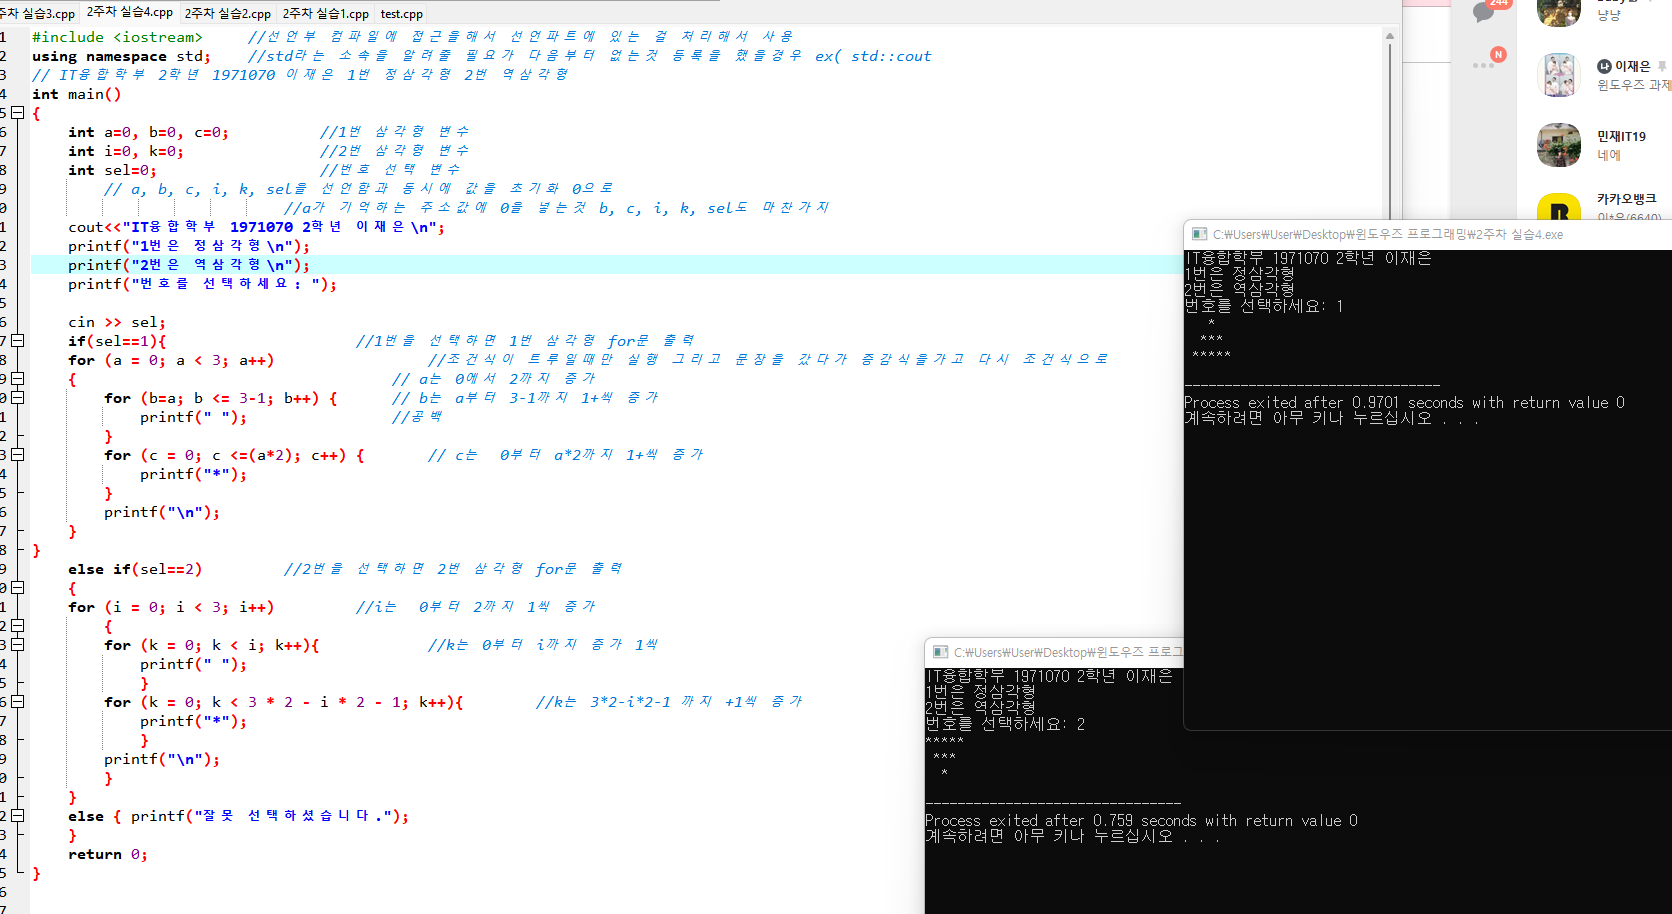 주차 실습3.cpp 2주차 실습4.cpp 2주차 실습2.cpp 2주차 실습1.cpp test.cpp
1 #include <iostream> //선언부 컴파일에 접근을해서 선언파트에 있는 걸 처리해서 사용
2 using namespace std; //std라는 소속을 알려줄 필요가 다음부터 없는것 등록을 했을경우 ex( std::cout
3 // IT융합학부 2학년 1971070 이재은 1번 정삼각형 2번 역삼각형
4 int main()
5 {
6 int a=0, b=0, c=0; //1번 삼각형 변수
7 int i=0, k=0; //2번 삼각형 변수
8 int sel=0; //번호 선택 변수
9 // a, b, c, i, k, sel을 선언함과 동시에 값을 초기화 0으로
0 //a가 기억하는 주소값에 0을 넣는것 b, c, i, k, sel도 마찬가지
1 cout<<"IT융합학부 1971070 2학년 이재은\n";
2 printf("1번은 정삼각형\n");
3 printf("2번은 역삼각형\n");
4 printf("번호를 선택하세요: ");
5
6 cin >> sel;
7 if(sel==1){ //1번을 선택하면 1번 삼각형 for문 출력
8 for (a = 0; a < 3; a++) //조건식이 트루일때만 실행 그리고 문장을 갔다가 증감식을가고 다시 조건식으로
9 { // a는 0에서 2까지 증가
0 for (b=a; b <= 3-1; b++) { // b는 a부터 3-1까지 1+씩 증가
1 printf(" "); //공백
2 }
3 for (c = 0; c <=(a*2); c++) { // c는 0부터 a*2까지 1+씩 증가
4 printf("*");
5 }
6 printf("\n");
7 }
8 }
9 else if(sel==2) //2번을 선택하면 2번 삼각형 for문 출력
0 {
1 for (i = 0; i < 3; i++) //i는 0부터 2까지 1씩 증가
2 {
3 for (k = 0; k < i; k++){ //k는 0부터 i까지 증가 1씩
4 printf(" ");
5 }
6 for (k = 0; k < 3 * 2 - i * 2 - 1; k++){ //k는 3*2-i*2-1 까지 +1씩 증가
7 printf("*");
8 }
9 printf("\n");
0 }
1 }
2 else { printf("잘못 선택하셨습니다.");
3 }
4 return 0;
5 }
6
7
244
냥냥
N
나 이재은
윈도우즈 과제
민재IT19
네에
카카오뱅크
B
이*은(6640)
C:\Users\User\Desktop\윈도우즈 프로그래밍\2주차 실습4.exe
IT융합학부 1971070 2학년 이재은
1번은 정삼각형
2번은 역삼각형
번호를 선택하세요: 1
*
***
*****
--------------------------------
Process exited after 0.9701 seconds with return value 0
계속하려면 아무 키나 누르십시오 . . .
C:\Users\User\Desktop\윈도우즈 프로그
IT융합학부 1971070 2학년 이재은
1번은 정삼각형
2번은 역삼각형
번호를 선택하세요: 2
*****
***
*
--------------------------------
Process exited after 0.759 seconds with return value 0
계속하려면 아무 키나 누르십시오 . . .